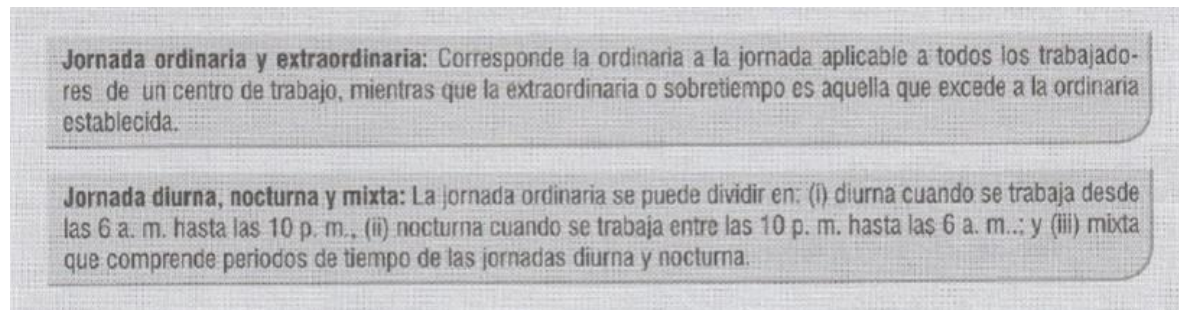 Jornada ordinaria y extraordinaria: Corresponde la ordinaria a la jornada aplicable a todos los trabajado-
res de un centro de trabajo, mientras que la extraordinaria o sobretiempo es aquella que excede a la ordinaria
establecida.
Jornada diurna, nocturna y mixta: La jornada ordinaria se puede dividir en: (i) diurna cuando se trabaja desde
las 6 a. m. hasta las 10 p. m., (ii) nocturna cuando se trabaja entre las 10 p. m. hasta las 6 a. m..; y (iii) mixta
que comprende periodos de tiempo de las jornadas diurna y nocturna.